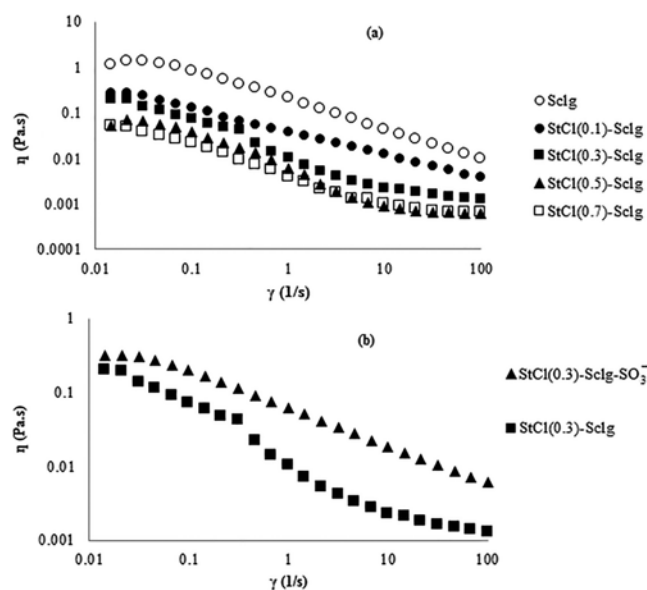 (a)
η (Pa.s)
10
1
0.1
0.01
0.001
0.0001
0.01 0.1 1 10 100
γ (1/s)
Sclg
StCl(0.1)-Sclg
StCl(0.3)-Sclg
StCl(0.5)-Sclg
StCl(0.7)-Sclg
(b)
η (Pa.s)
1
0.1
0.01
0.001
0.01 0.1 1 10 100
γ (1/s)
StCl(0.3)-Sclg-SO₃⁻
StCl(0.3)-Sclg